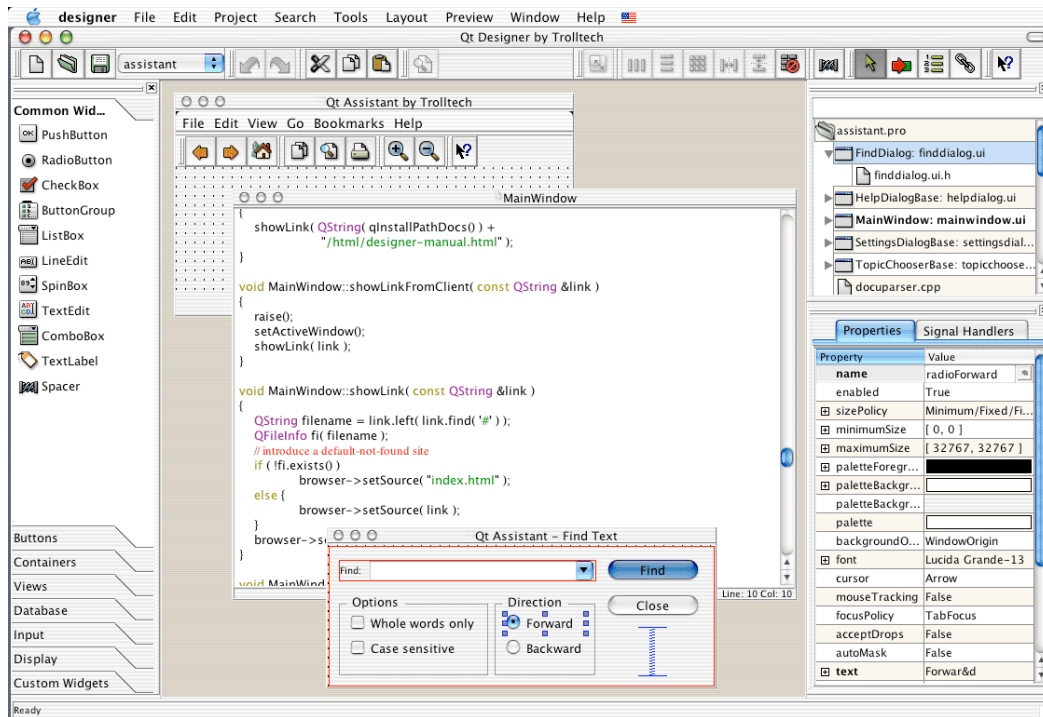 designer File Edit Project Search Tools Layout Preview Window Help
Qt Designer by Trolltech
assistant
Common Wid...
OK PushButton
RadioButton
CheckBox
ButtonGroup
ListBox
LineEdit
SpinBox
TextEdit
ComboBox
TextLabel
Spacer
Buttons
Containers
Views
Database
Input
Display
Custom Widgets
Qt Assistant by Trolltech
File Edit View Go Bookmarks Help
MainWindow
{
showLink( QString( qInstallPathDocs() ) +
"/html/designer-manual.html" );
}
void MainWindow::showLinkFromClient( const QString &link )
{
raise();
setActiveWindow();
showLink( link );
}
void MainWindow::showLink( const QString &link )
{
QString filename = link.left( link.find( '#' ) );
QFileInfo fi( filename );
// introduce a default-not-found site
if ( !fi.exists() )
browser->setSource( "index.html" );
else {
browser->setSource( link );
}
browser->s
}
void MainWind
Line: 10 Col: 10
Qt Assistant - Find Text
Find:
Find
Close
Options
Whole words only
Case sensitive
Direction
Forward
Backward
assistant.pro
FindDialog: finddialog.ui
finddialog.ui.h
HelpDialogBase: helpdialog.ui
MainWindow: mainwindow.ui
SettingsDialogBase: settingsdial...
TopicChooserBase: topicchoose...
docuparser.cpp
Properties Signal Handlers
Property Value
name radioForward
enabled True
sizePolicy Minimum/Fixed/Fi...
minimumSize [ 0, 0 ]
maximumSize [ 32767, 32767 ]
paletteForegr...
paletteBackgr...
paletteBackgr...
palette
backgroundO... WindowOrigin
font Lucida Grande-13
cursor Arrow
mouseTracking False
focusPolicy TabFocus
acceptDrops False
autoMask False
text Forwar&d
Ready